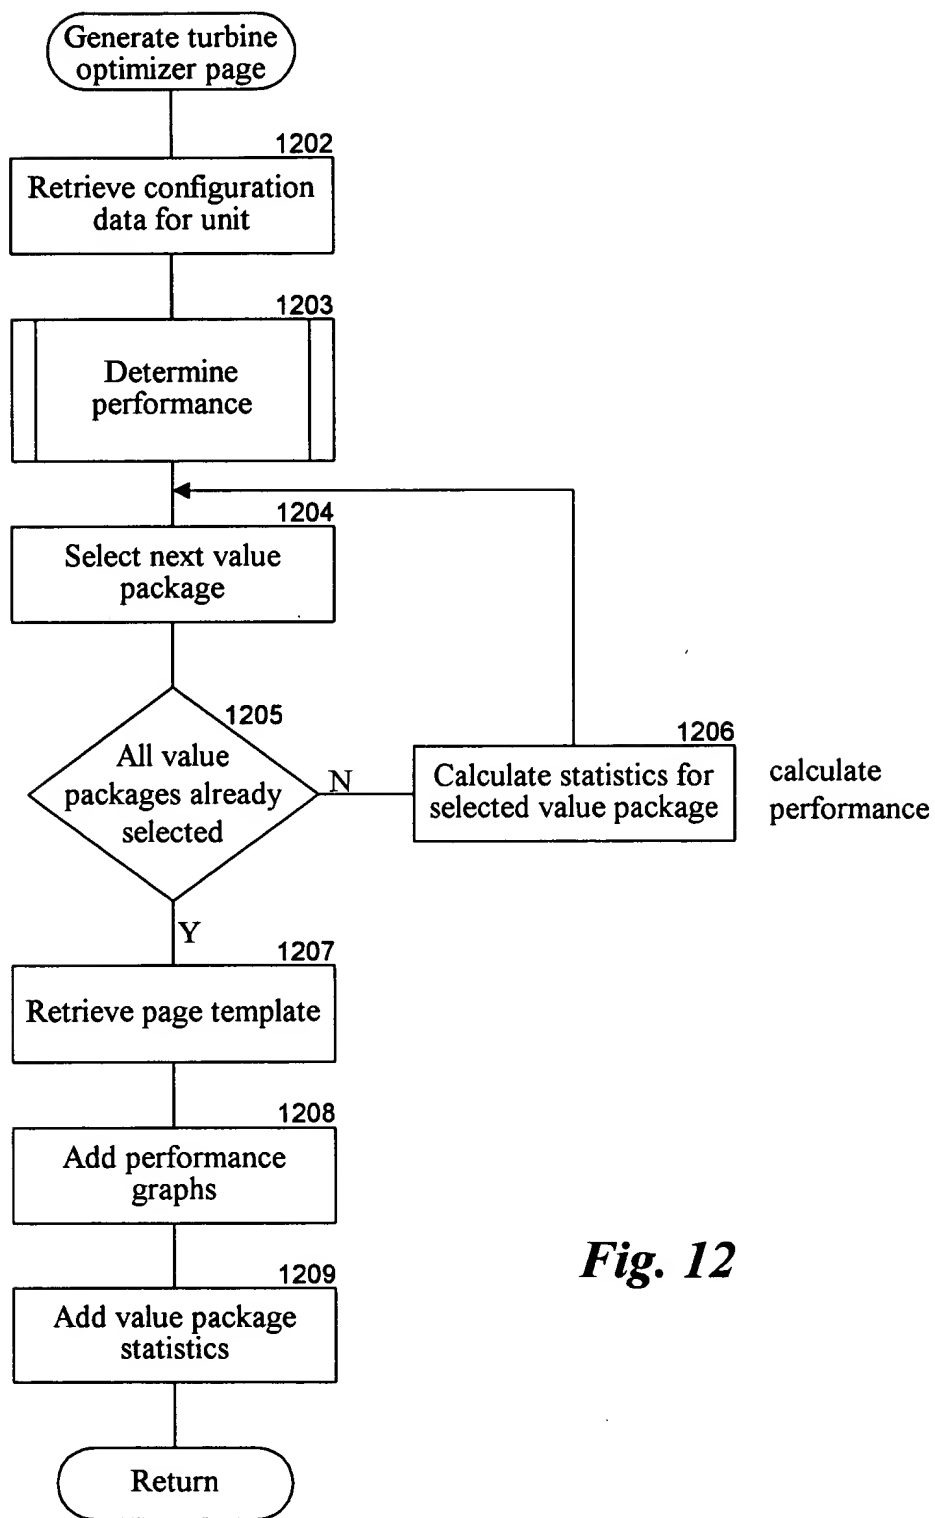 Generate turbine
optimizer page
1202
Retrieve configuration
data for unit
1203
Determine
performance
1204
Select next value
package
1205
All value
packages already
selected
N
1206
Calculate statistics for
selected value package
calculate
performance
Y
1207
Retrieve page template
1208
Add performance
graphs
1209
Add value package
statistics
Return
Fig. 12